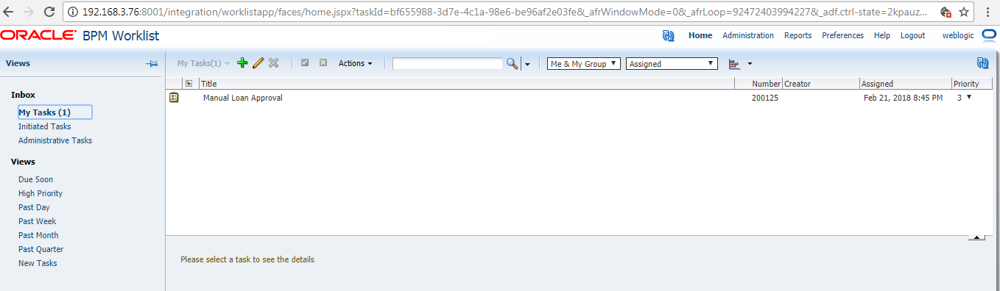 192.168.3.76:8001/integration/worklistapp/faces/home.jspx?taskId=bf655988-3d7e-4c1a-98e6-be96af2e03fe&_afrWindowMode=0&_afrLoop=924724039942​27&_adf.ctrl-state=2kpauz...
ORACLE BPM Worklist Home Administration Reports Preferences Help Logout weblogic
Views
My Tasks(1) Actions Me & My Group Assigned
Title Number Creator Assigned Priority
Manual Loan Approval 200125 Feb 21, 2018 8:45 PM 3
Inbox
My Tasks (1)
Initiated Tasks
Administrative Tasks
Views
Due Soon
High Priority
Past Day
Past Week
Past Month
Past Quarter
New Tasks
Please select a task to see the details